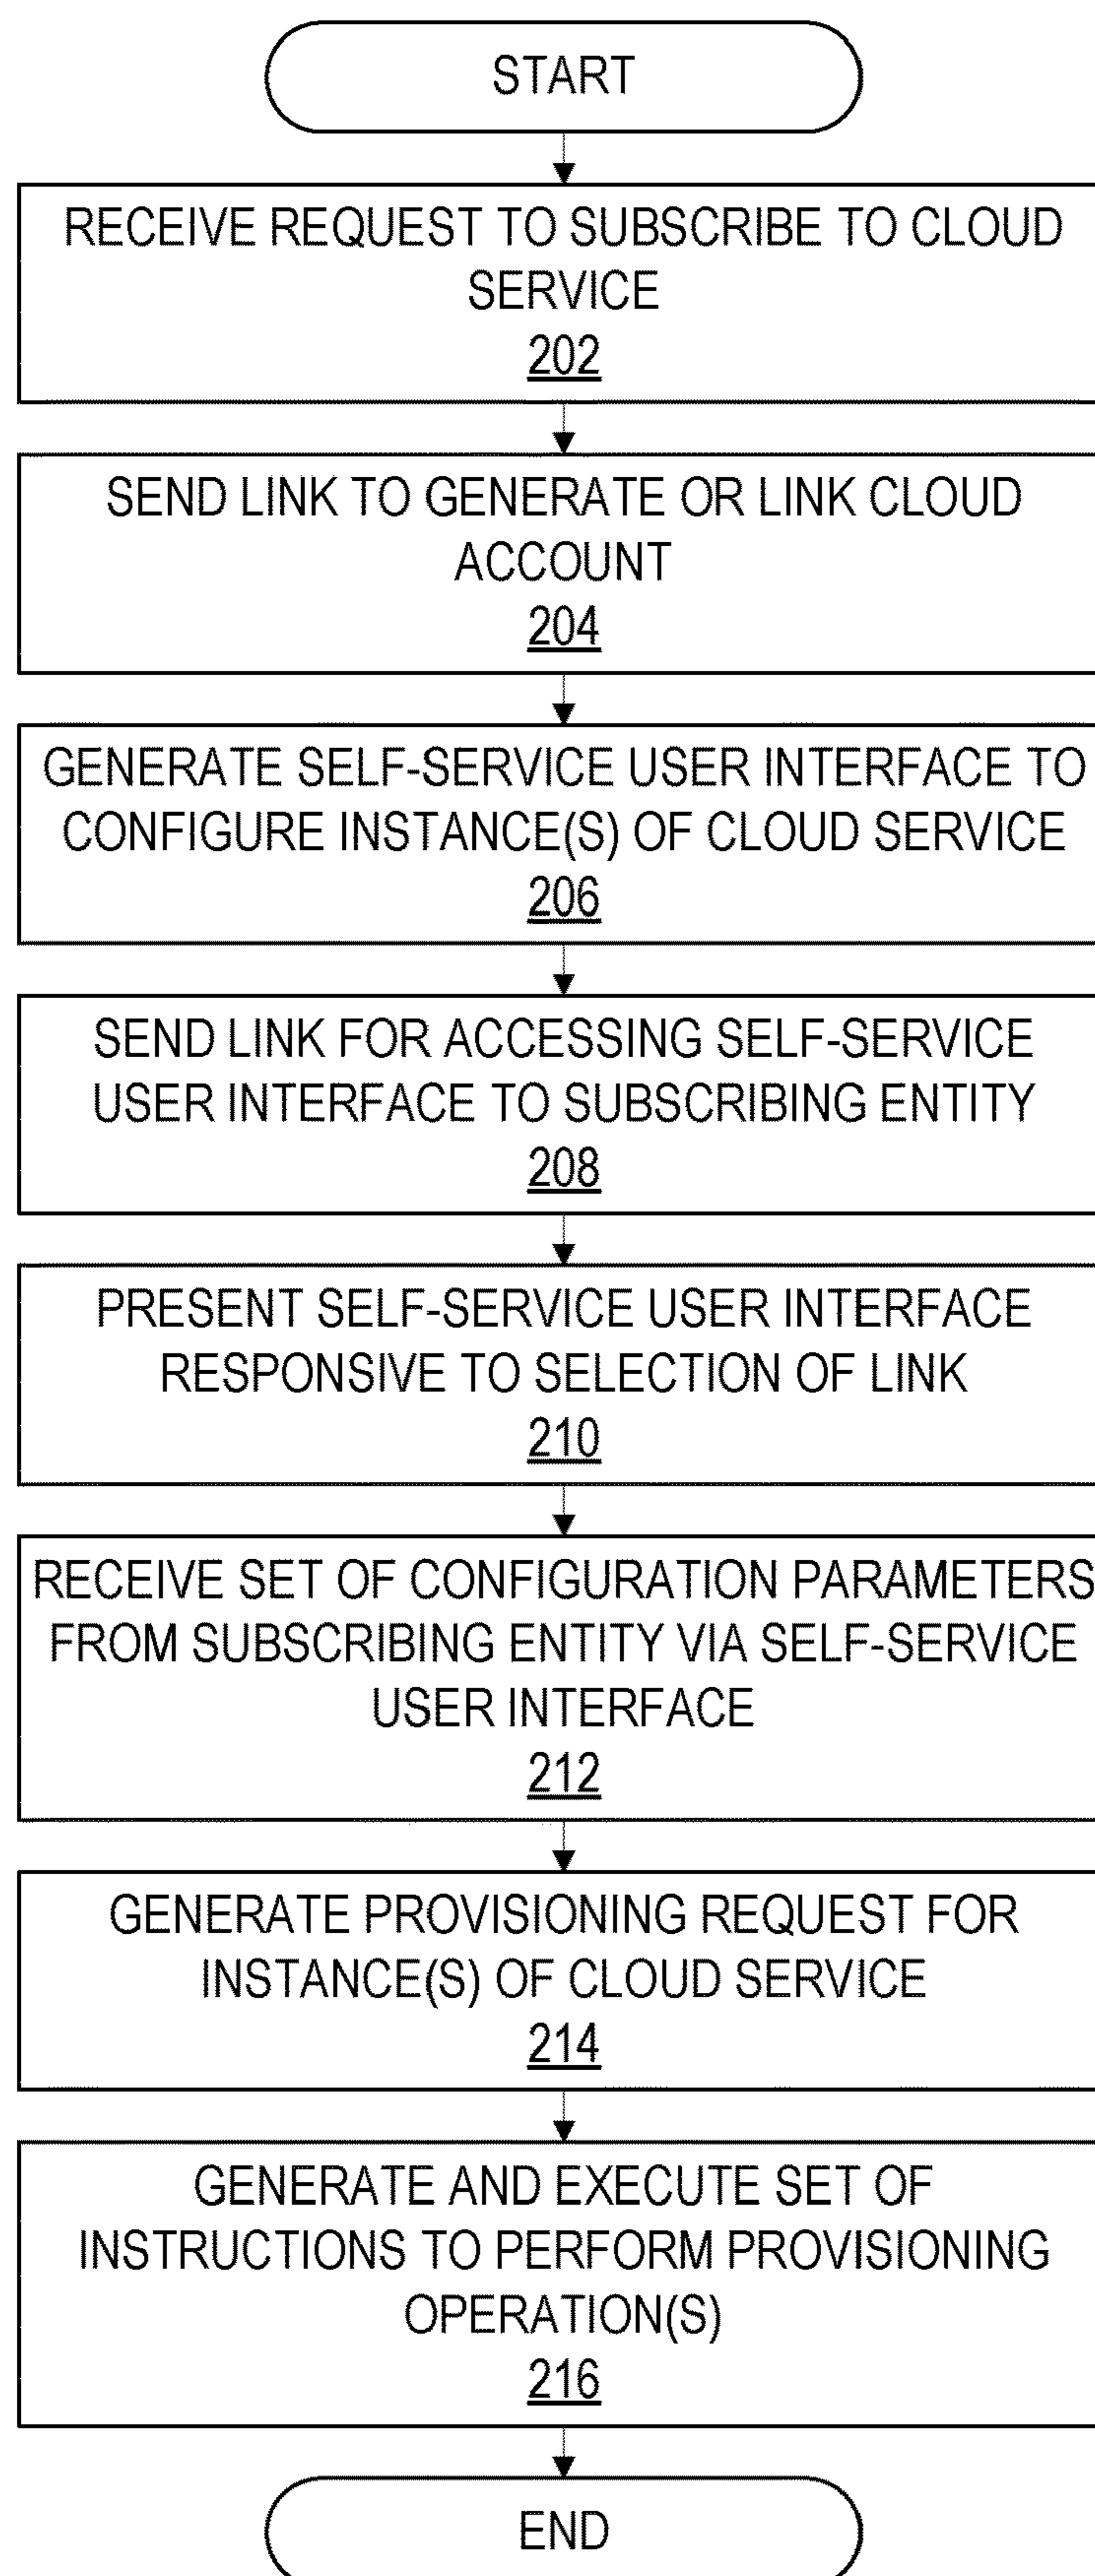 START
RECEIVE REQUEST TO SUBSCRIBE TO CLOUD
SERVICE
202
SEND LINK TO GENERATE OR LINK CLOUD
ACCOUNT
204
GENERATE SELF-SERVICE USER INTERFACE TO
CONFIGURE INSTANCE(S) OF CLOUD SERVICE
206
SEND LINK FOR ACCESSING SELF-SERVICE
USER INTERFACE TO SUBSCRIBING ENTITY
208
PRESENT SELF-SERVICE USER INTERFACE
RESPONSIVE TO SELECTION OF LINK
210
RECEIVE SET OF CONFIGURATION PARAMETERS
FROM SUBSCRIBING ENTITY VIA SELF-SERVICE
USER INTERFACE
212
GENERATE PROVISIONING REQUEST FOR
INSTANCE(S) OF CLOUD SERVICE
214
GENERATE AND EXECUTE SET OF
INSTRUCTIONS TO PERFORM PROVISIONING
OPERATION(S)
216
END